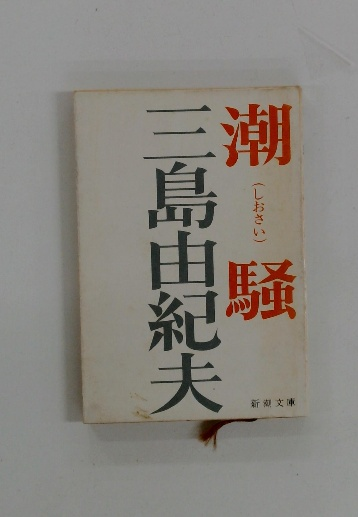 潮騒
（しおさい）
三島由紀夫
新潮文庫